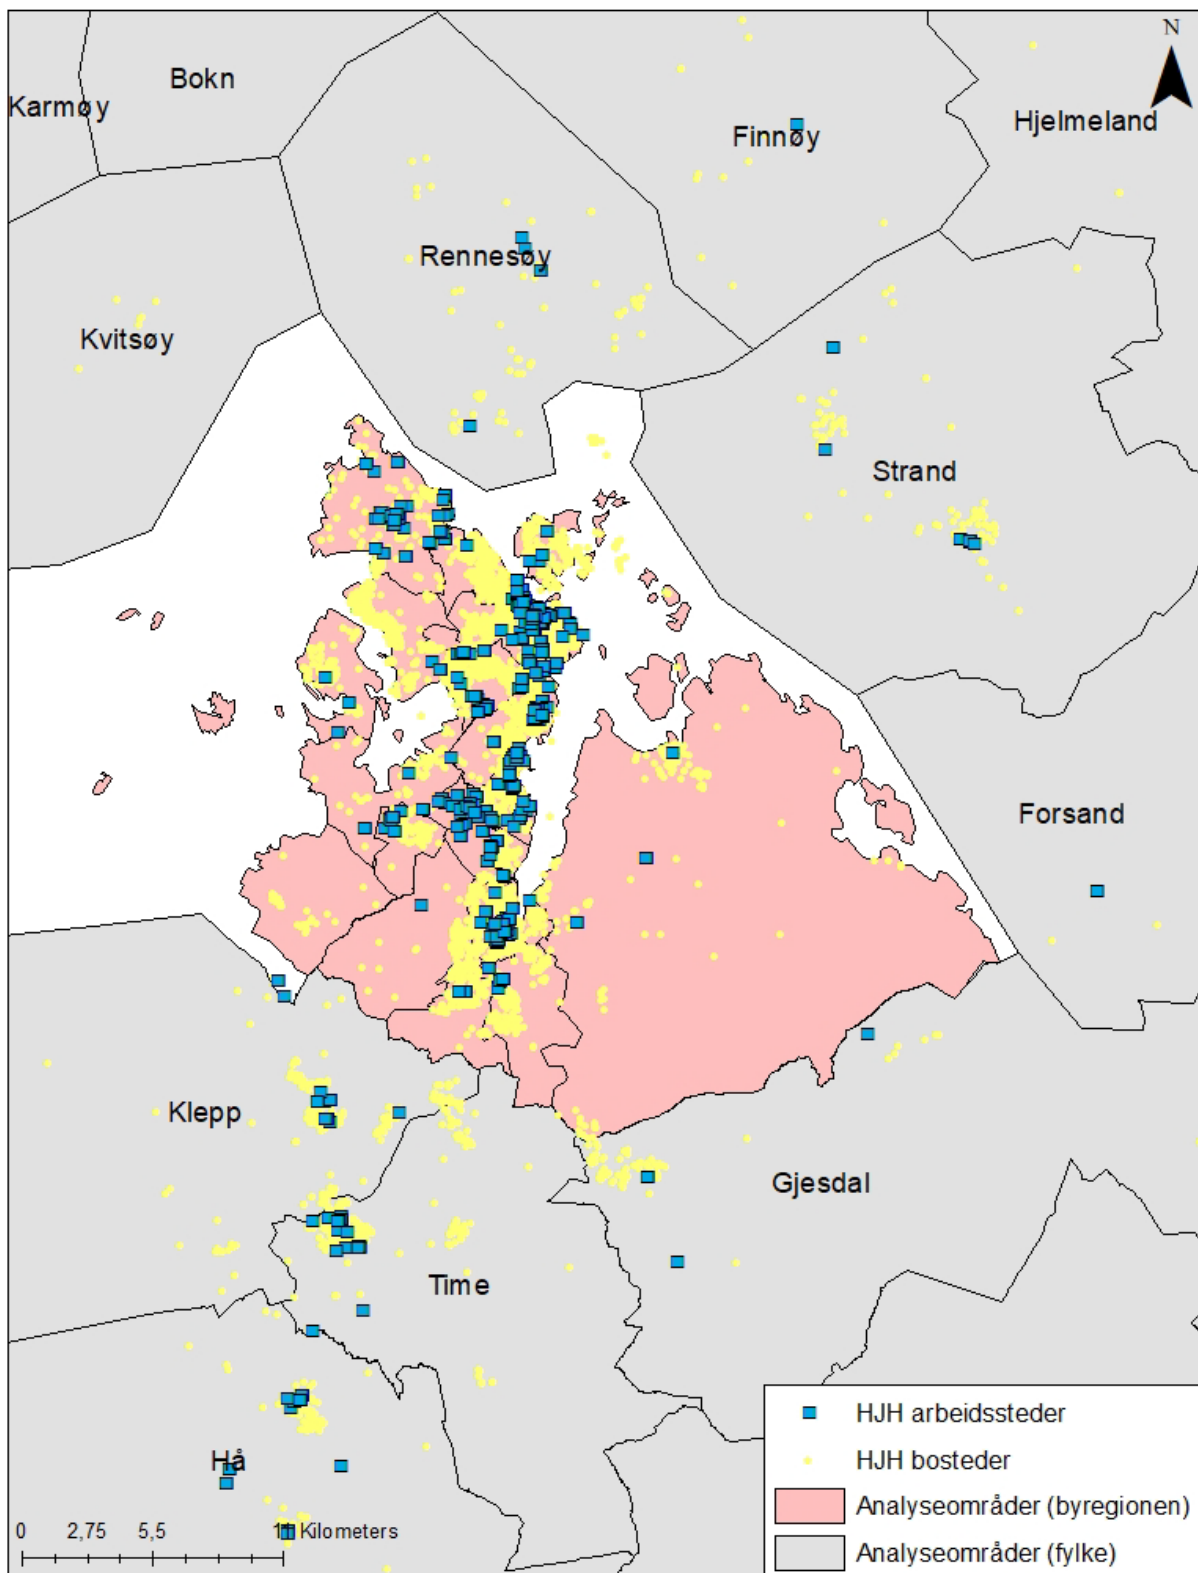 N
Bokn
Karmøy
Finnøy
Hjelmeland
Rennesøy
Kvitsøy
Strand
Forsand
Klepp
Gjesdal
Time
Hå
HJH arbeidssteder
HJH bosteder
Analyseområder (byregionen)
Analyseområder (fylke)
0 2,75 5,5 11 Kilometers